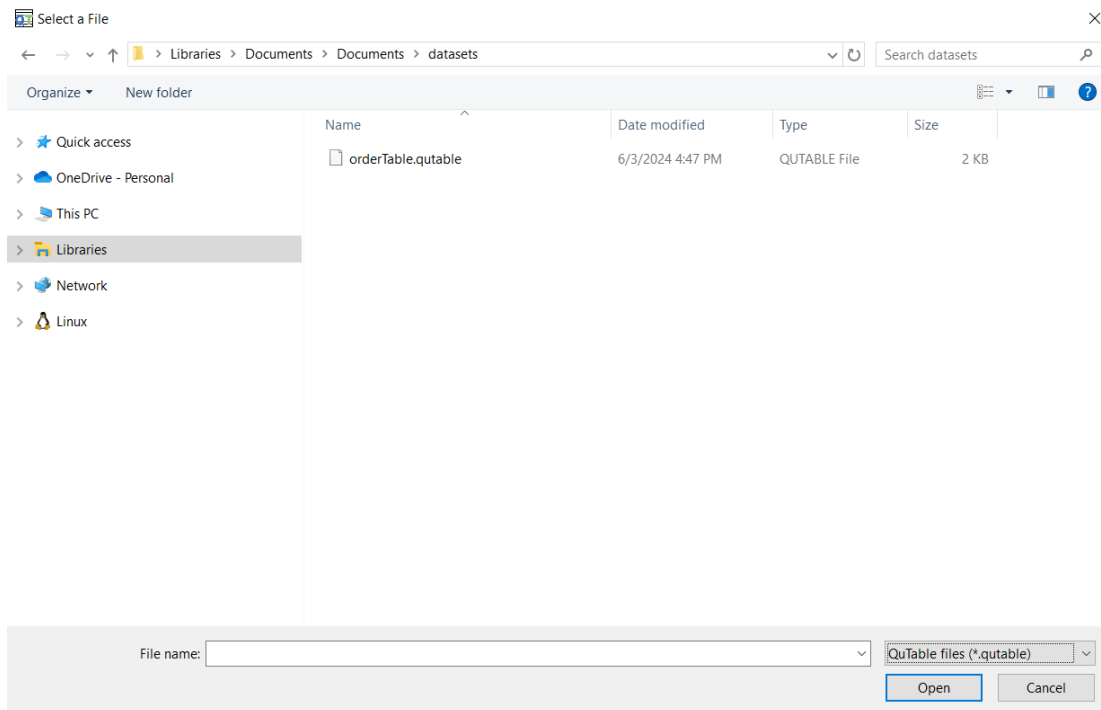 Select a File
Libraries > Documents > Documents > datasets
Search datasets
Organize
New folder
?
Name
Date modified
Type
Size
Quick access
orderTable.qutable
6/3/2024 4:47 PM
QUTABLE File
2 KB
OneDrive - Personal
This PC
Libraries
Network
Linux
File name:
QuTable files (*.qutable)
Open
Cancel